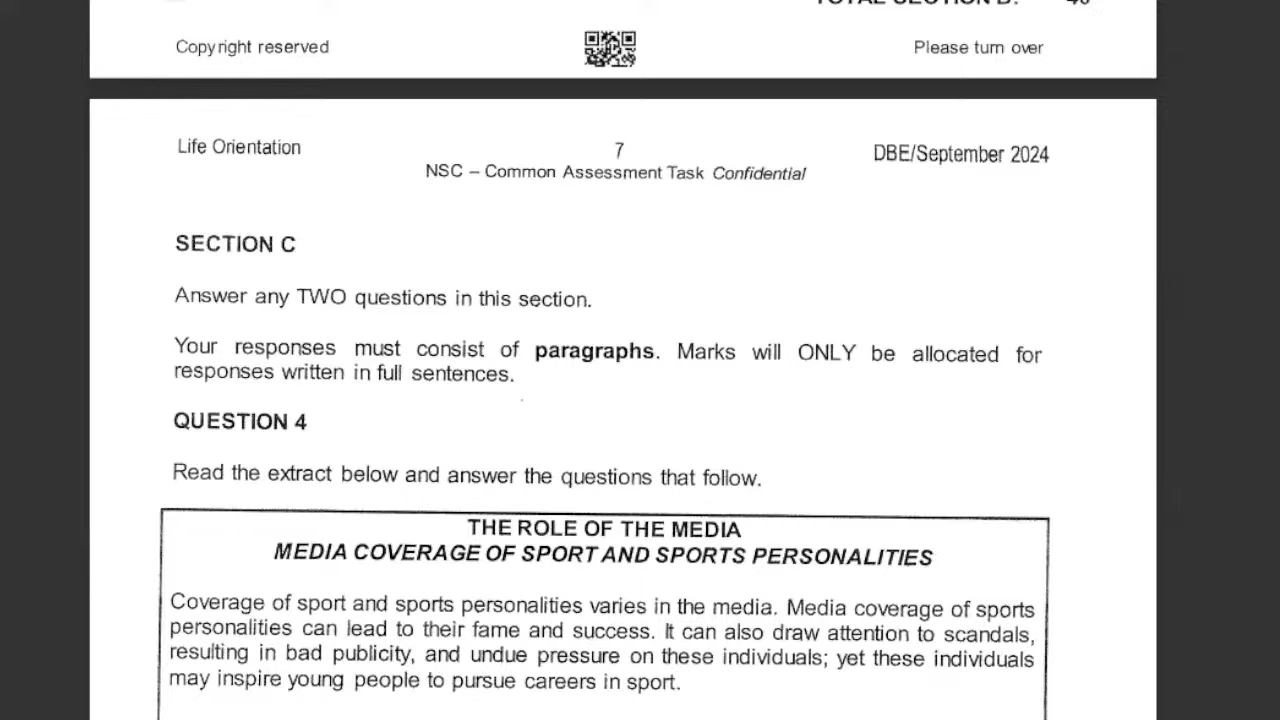 TOTAL SECTION B: 40
Copyright reserved
Please turn over
Life Orientation
7
DBE/September 2024
NSC – Common Assessment Task Confidential
SECTION C
Answer any TWO questions in this section.
Your responses must consist of paragraphs. Marks will ONLY be allocated for
responses written in full sentences.
QUESTION 4
Read the extract below and answer the questions that follow.
THE ROLE OF THE MEDIA
MEDIA COVERAGE OF SPORT AND SPORTS PERSONALITIES
Coverage of sport and sports personalities varies in the media. Media coverage of sports
personalities can lead to their fame and success. It can also draw attention to scandals,
resulting in bad publicity, and undue pressure on these individuals; yet these individuals
may inspire young people to pursue careers in sport.